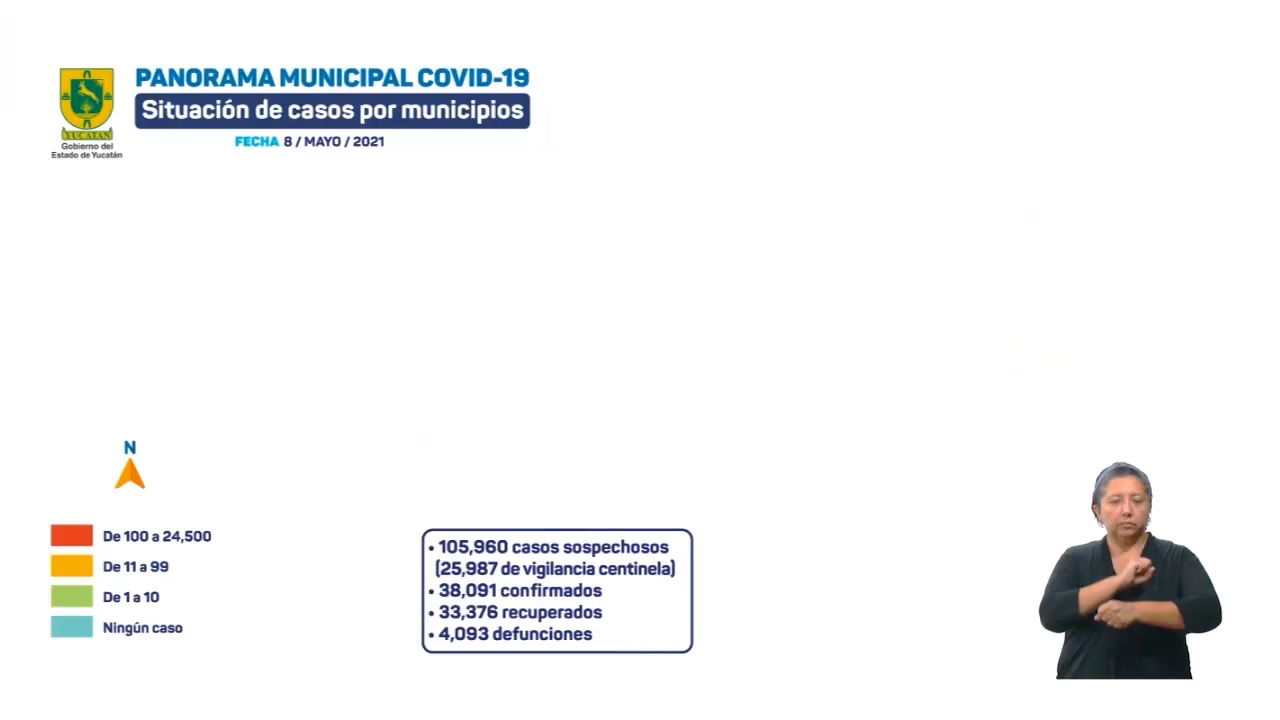 PANORAMA MUNICIPAL COVID-19
Situación de casos por municipios
FECHA 8 / MAYO / 2021
YUCATÁN
Gobierno del
Estado de Yucatán
N
De 100 a 24,500
De 11 a 99
De 1 a 10
Ningún caso
• 105,960 casos sospechosos
(25,987 de vigilancia centinela)
• 38,091 confirmados
• 33,376 recuperados
• 4,093 defunciones